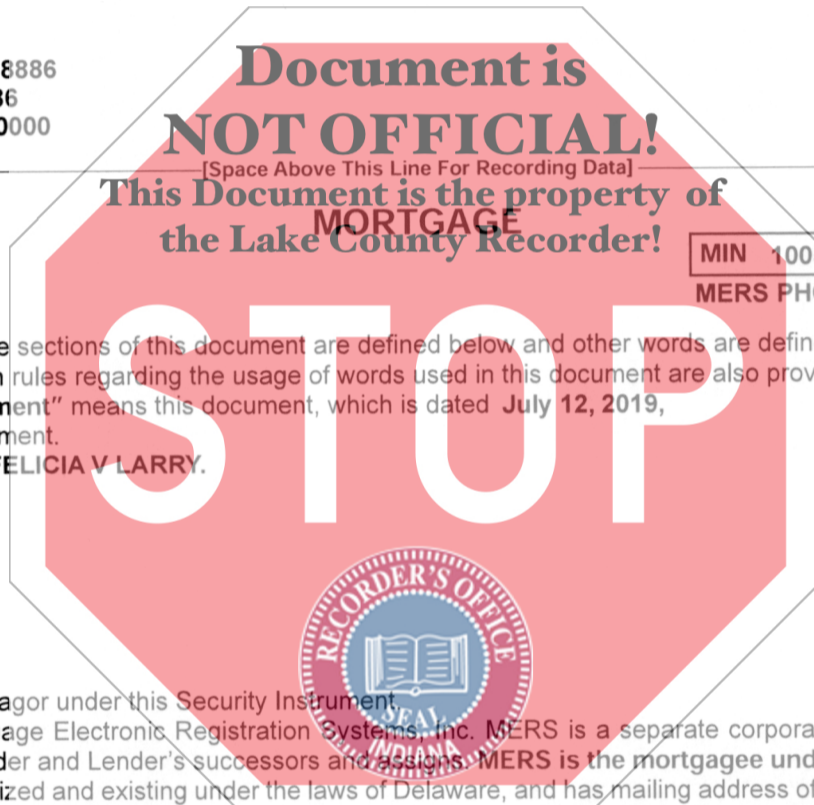 8886
36
0000
Document is
NOT OFFICIAL!
[Space Above This Line For Recording Data]
This Document is the property of
MORTGAGE
the Lake County Recorder!
MIN 100
MERS PH
e sections of this document are defined below and other words are defin
n rules regarding the usage of words used in this document are also prov
ment" means this document, which is dated July 12, 2019,
ment.
FELICIA V LARRY.
STOP
RECORDER'S OFFICE
SEAL
INDIANA
agor under this Security Instrument.
age Electronic Registration Systems, Inc. MERS is a separate corpora
der and Lender's successors and assigns. MERS is the mortgagee und
ized and existing under the laws of Delaware, and has mailing address of